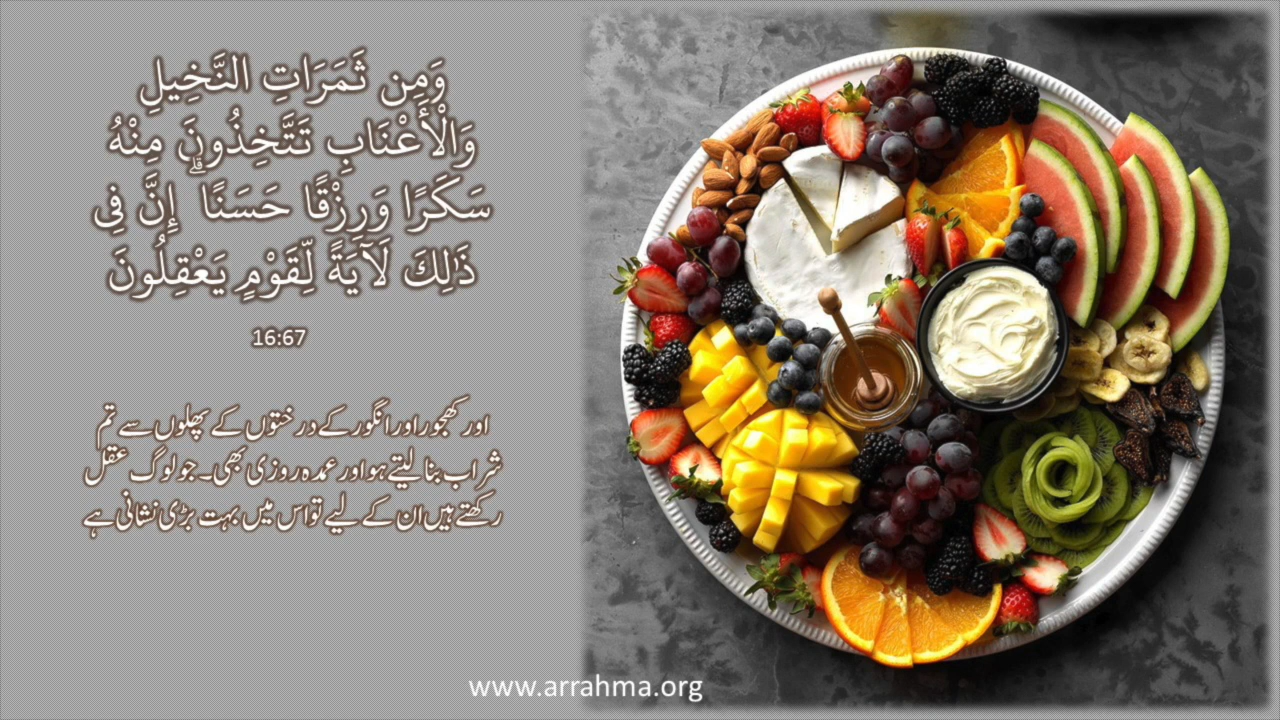 وَمِن ثَمَرَاتِ النَّخِيلِ
وَالْأَعْنَابِ تَتَّخِذُونَ مِنْهُ
سَكَرًا وَرِزْقًا حَسَنًا ۗ إِنَّ فِي
ذَٰلِكَ لَآيَةً لِّقَوْمٍ يَعْقِلُونَ
16:67
اور کھجور اور انگور کے درختوں کے پھلوں سے تم
شراب بنا لیتے ہو اور عمدہ روزی بھی۔ جو لوگ عقل
رکھتے ہیں ان کے لیے تو اس میں بہت بڑی نشانی ہے
www.arrahma.org